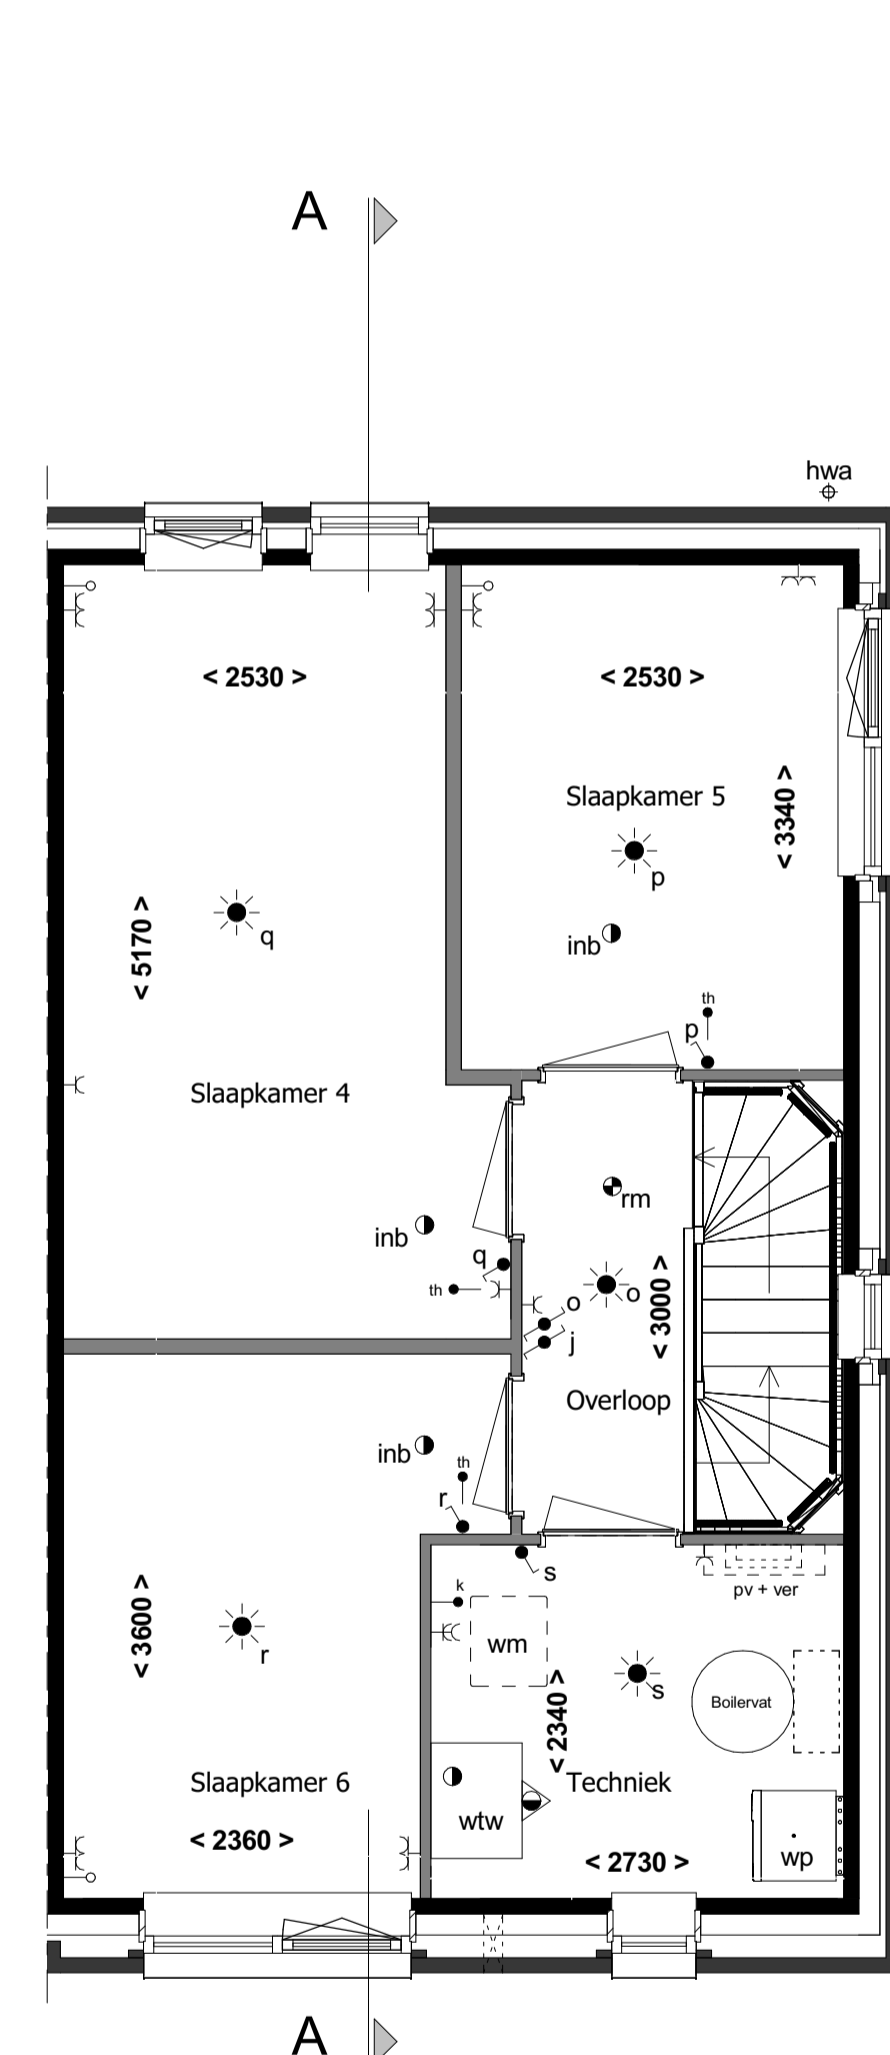 A
hwa
< 2530 >
< 2530 >
Slaapkamer 5
< 3340 >
p
q
< 5170 >
inb
th
p
Slaapkamer 4
rm
inb
q
th
o
o
< 3000 >
j
Overloop
inb
th
r
s
k
pv + ver
wm
< 3600 >
r
s
< 2340 >
Boilervat
Slaapkamer 6
Techniek
wtw
< 2360 >
wp
< 2730 >
A